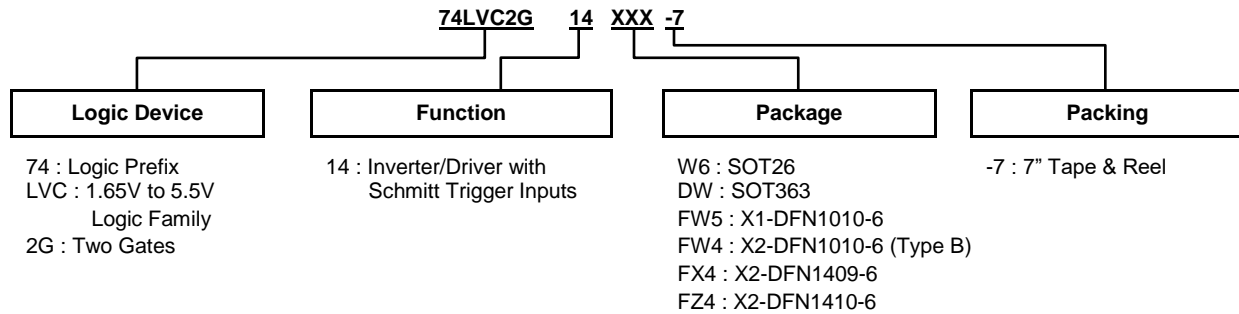 74LVC2G 14 XXX -7
Logic Device
Function
Package
Packing
74 : Logic Prefix
LVC : 1.65V to 5.5V
Logic Family
2G : Two Gates
14 : Inverter/Driver with
Schmitt Trigger Inputs
W6 : SOT26
DW : SOT363
FW5 : X1-DFN1010-6
FW4 : X2-DFN1010-6 (Type B)
FX4 : X2-DFN1409-6
FZ4 : X2-DFN1410-6
-7 : 7” Tape & Reel